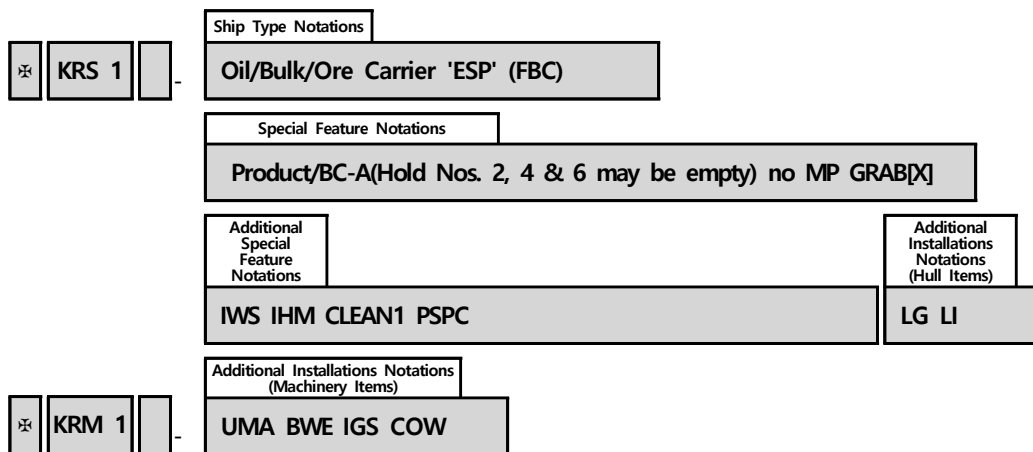 Ship Type Notations
✠ KRS 1 - Oil/Bulk/Ore Carrier 'ESP' (FBC)
Special Feature Notations
Product/BC-A(Hold Nos. 2, 4 & 6 may be empty) no MP GRAB[X]
Additional
Special
Feature
Notations
IWS IHM CLEAN1 PSPC
Additional
Installations
Notations
(Hull Items)
LG LI
Additional Installations Notations
(Machinery Items)
✠ KRM 1 - UMA BWE IGS COW